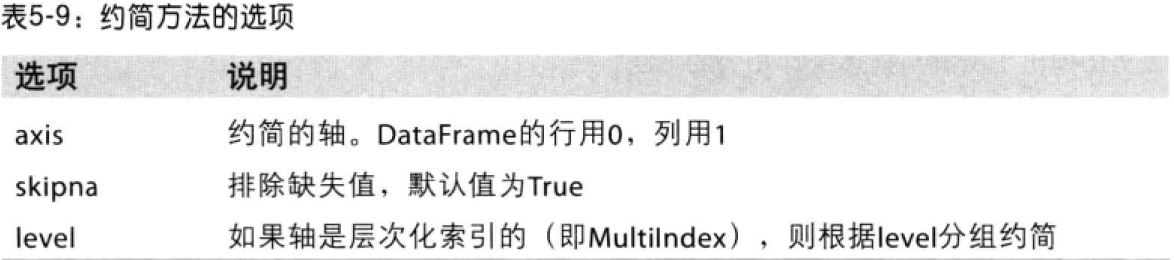 表5-9：约简方法的选项
选项 说明
axis 约简的轴。DataFrame的行用0，列用1
skipna 排除缺失值，默认值为True
level 如果轴是层次化索引的（即MultiIndex），则根据level分组约简